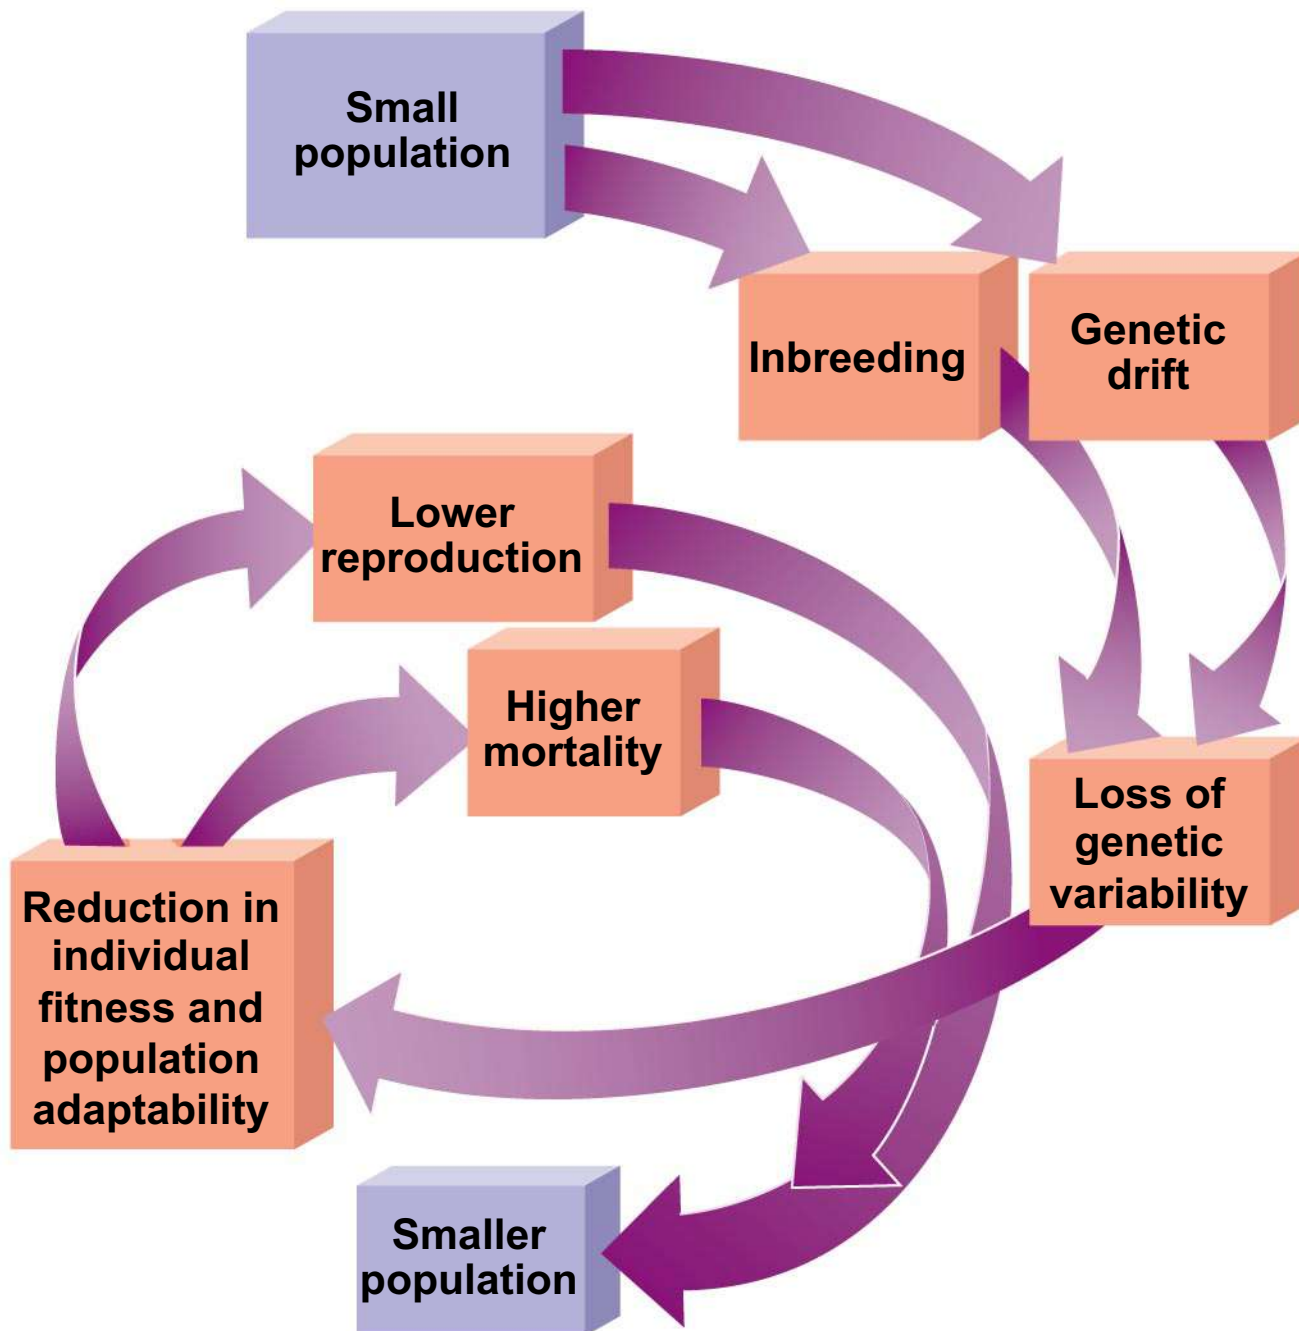 Small
population
Inbreeding
Genetic
drift
Lower
reproduction
Higher
mortality
Loss of
genetic
variability
Reduction in
individual
fitness and
population
adaptability
Smaller
population